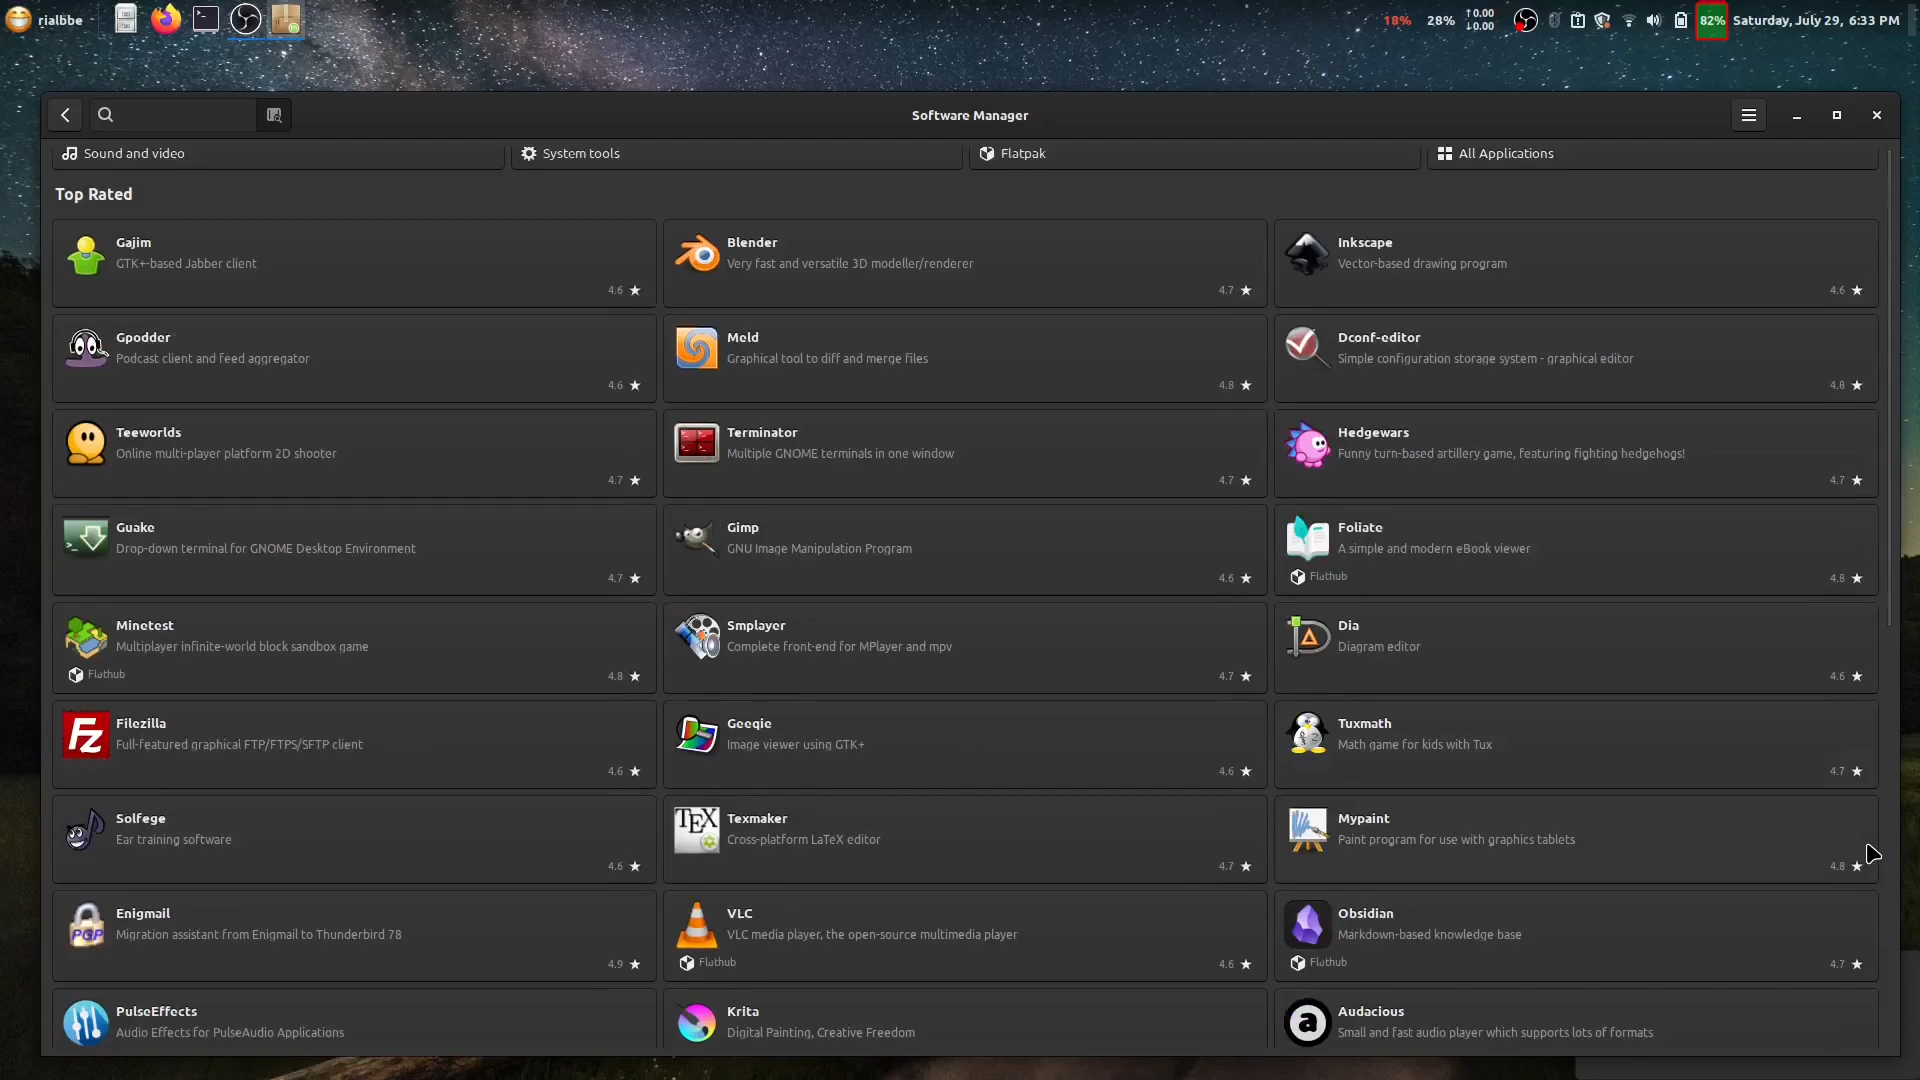 rialbbe
18% 28% ↑0.00 ↓0.00 82% Saturday, July 29, 6:33 PM
Software Manager
Sound and video
System tools
Flatpak
All Applications
Top Rated
Gajim
GTK+-based Jabber client
4.6 ★
Blender
Very fast and versatile 3D modeller/renderer
4.7 ★
Inkscape
Vector-based drawing program
4.6 ★
Gpodder
Podcast client and feed aggregator
4.6 ★
Meld
Graphical tool to diff and merge files
4.8 ★
Dconf-editor
Simple configuration storage system - graphical editor
4.8 ★
Teeworlds
Online multi-player platform 2D shooter
4.7 ★
Terminator
Multiple GNOME terminals in one window
4.7 ★
Hedgewars
Funny turn-based artillery game, featuring fighting hedgehogs!
4.7 ★
Guake
Drop-down terminal for GNOME Desktop Environment
4.7 ★
Gimp
GNU Image Manipulation Program
4.6 ★
Foliate
A simple and modern eBook viewer
Flathub
4.8 ★
Minetest
Multiplayer infinite-world block sandbox game
Flathub
4.8 ★
Smplayer
Complete front-end for MPlayer and mpv
4.7 ★
Dia
Diagram editor
4.6 ★
Fz
Filezilla
Full-featured graphical FTP/FTPS/SFTP client
4.6 ★
Geeqie
Image viewer using GTK+
4.6 ★
Tuxmath
Math game for kids with Tux
4.7 ★
Solfege
Ear training software
4.6 ★
TEX
Texmaker
Cross-platform LaTeX editor
4.7 ★
Mypaint
Paint program for use with graphics tablets
4.8 ★
PGP
Enigmail
Migration assistant from Enigmail to Thunderbird 78
4.9 ★
VLC
VLC media player, the open-source multimedia player
Flathub
4.6 ★
Obsidian
Markdown-based knowledge base
Flathub
4.7 ★
PulseEffects
Audio Effects for PulseAudio Applications
Krita
Digital Painting, Creative Freedom
a
Audacious
Small and fast audio player which supports lots of formats